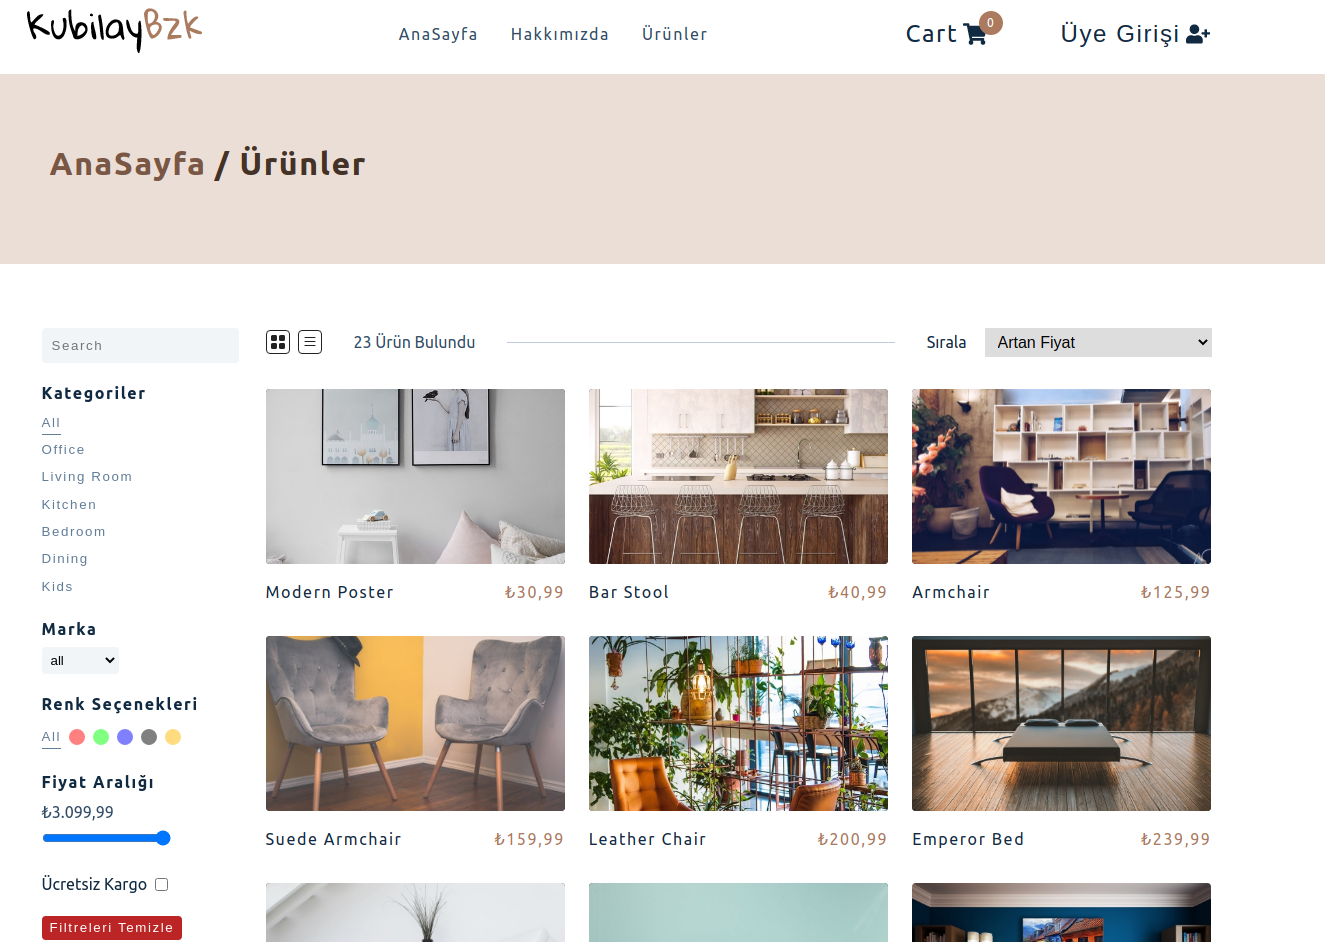 KubilayBzk
AnaSayfa Hakkımızda Ürünler
Cart 0
Üye Girişi
AnaSayfa / Ürünler
Search
Kategoriler
All
Office
Living Room
Kitchen
Bedroom
Dining
Kids
Marka
all
Renk Seçenekleri
All
Fiyat Aralığı
₺3.099,99
Ücretsiz Kargo
Filtreleri Temizle
23 Ürün Bulundu
Sırala Artan Fiyat
Modern Poster ₺30,99
Bar Stool ₺40,99
Armchair ₺125,99
Suede Armchair ₺159,99
Leather Chair ₺200,99
Emperor Bed ₺239,99